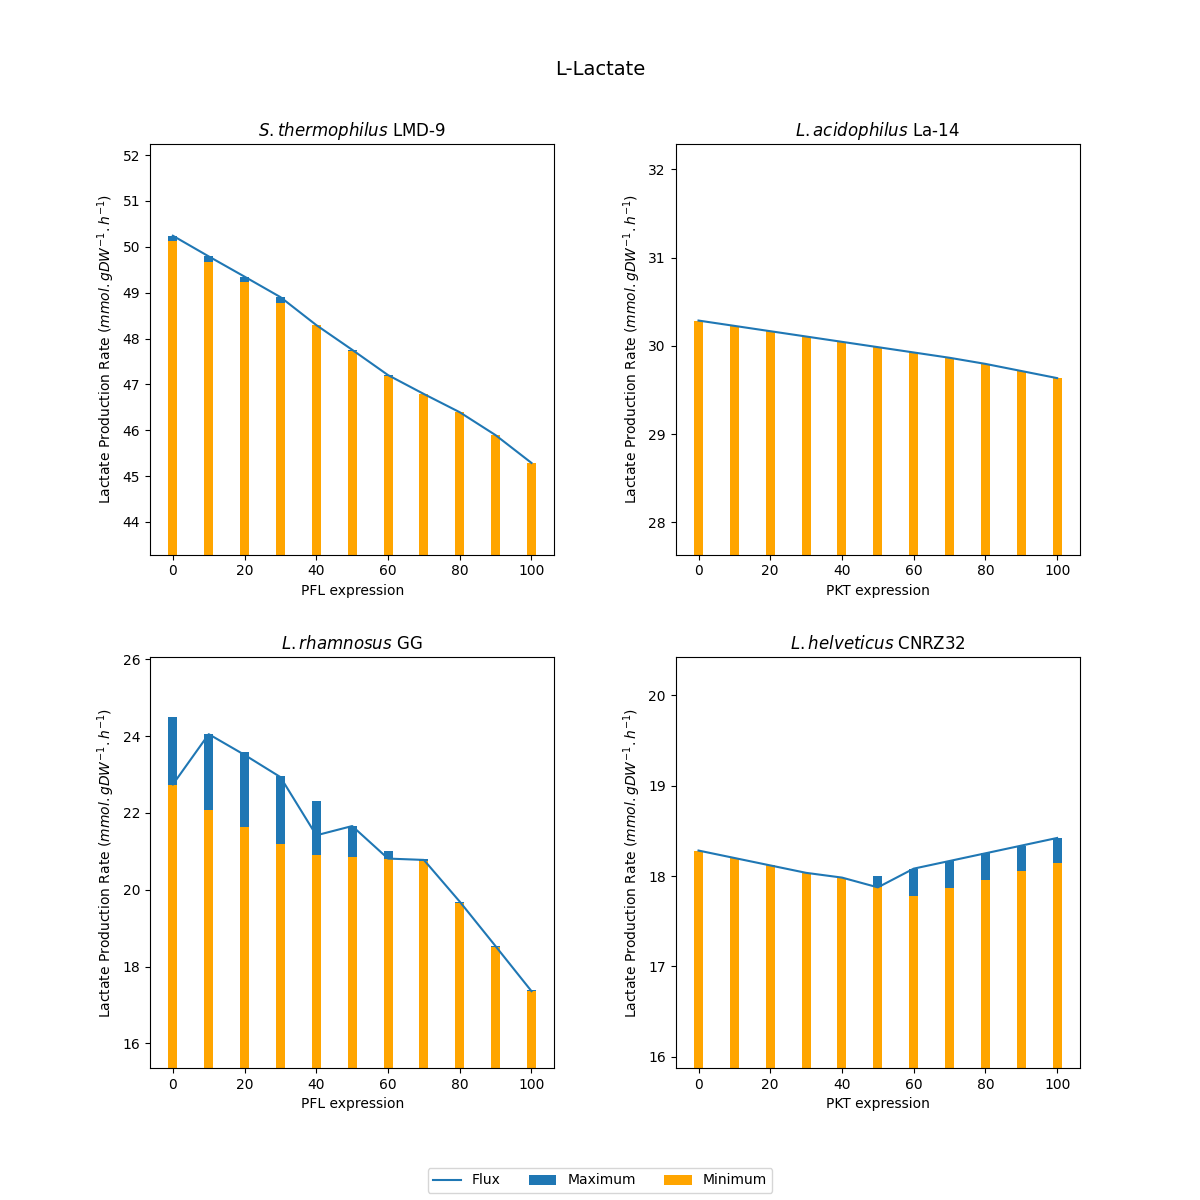 L-Lactate
S. thermophilus LMD-9
Lactate Production Rate (mmol.gDW⁻¹.h⁻¹)
52
51
50
49
48
47
46
45
44
0 20 40 60 80 100
PFL expression
L. acidophilus La-14
Lactate Production Rate (mmol.gDW⁻¹.h⁻¹)
32
31
30
29
28
0 20 40 60 80 100
PKT expression
L. rhamnosus GG
Lactate Production Rate (mmol.gDW⁻¹.h⁻¹)
26
24
22
20
18
16
0 20 40 60 80 100
PFL expression
L. helveticus CNRZ32
Lactate Production Rate (mmol.gDW⁻¹.h⁻¹)
20
19
18
17
16
0 20 40 60 80 100
PKT expression
Flux Maximum Minimum